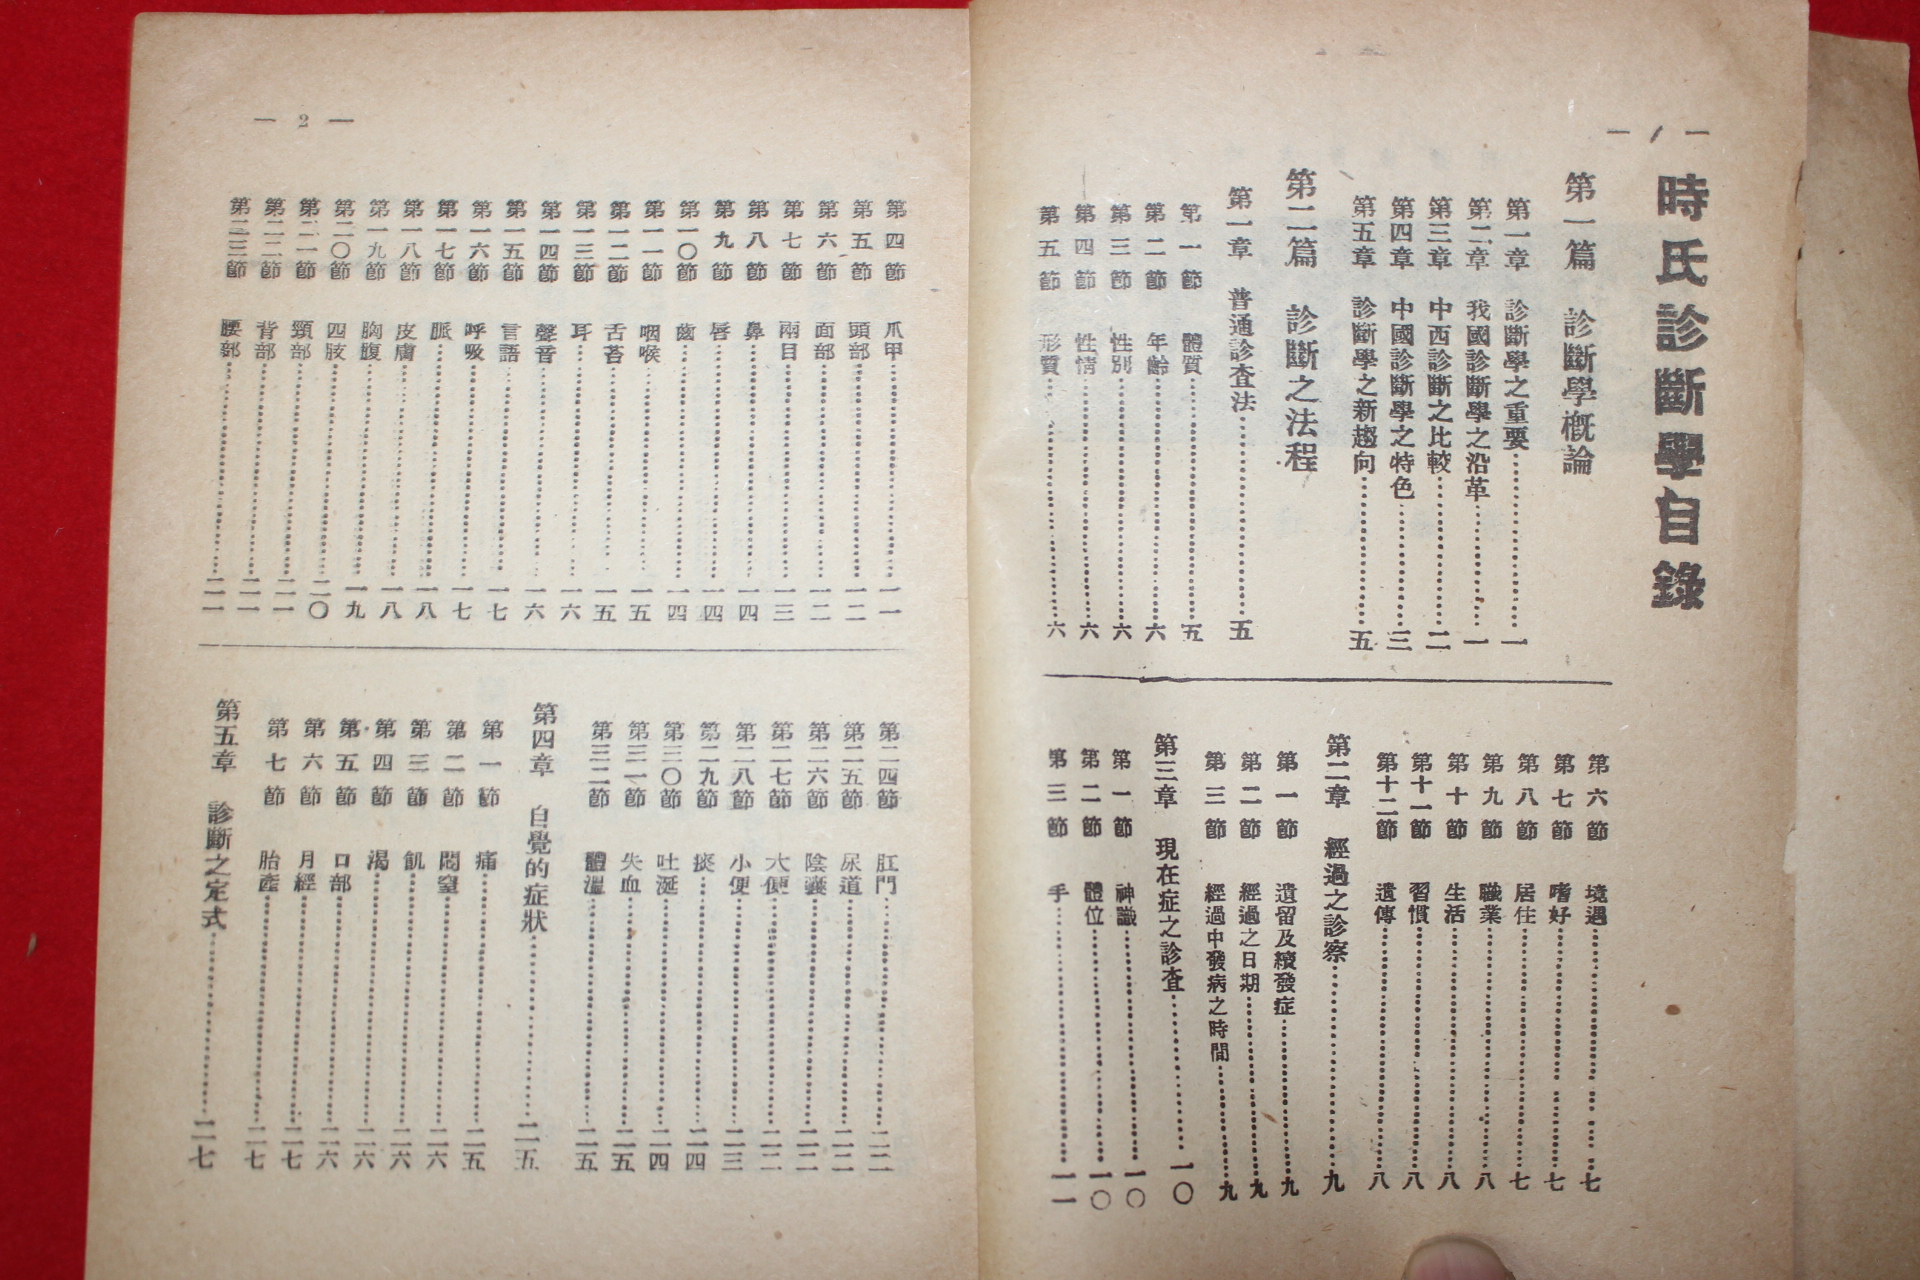 時氏診斷學目錄
— 1 —
第一篇 診斷學概論
第一章 診斷學之重要……一
第二章 我國診斷學之沿革……一
第三章 中西診斷之比較……二
第四章 中國診斷學之特色……三
第五章 診斷學之新趨向……五
第二篇 診斷之法程
第一章 普通診查法……五
第一節 體質……五
第二節 年齡……六
第三節 性別……六
第四節 性情……六
第五節 形質……六
第六節 境遇……七
第七節 嗜好……七
第八節 居住……七
第九節 職業……八
第十節 生活……八
第十一節 習慣……八
第十二節 遺傳……八
第二章 經過之診察……九
第一節 遺留及續發症……九
第二節 經過之日期……九
第三節 經過中發病之時間……九
第三章 現在症之診查……一〇
第一節 神識……一〇
第二節 體位……一〇
第三節 手……一一
— 2 —
第四節 爪甲……一一
第五節 頭部……一二
第六節 面部……一二
第七節 兩目……一三
第八節 鼻……一四
第九節 唇……一四
第一〇節 齒……一四
第一一節 咽喉……一五
第一二節 舌苔……一五
第一三節 耳……一六
第一四節 聲音……一六
第一五節 言語……一七
第一六節 呼吸……一七
第一七節 脈……一八
第一八節 皮膚……一八
第一九節 胸腹……一九
第二〇節 四肢……二〇
第二一節 頸部……二一
第二二節 背部……二一
第二三節 腰部……二一
第二四節 肛門……二二
第二五節 尿道……二二
第二六節 陰囊……二二
第二七節 大便……二二
第二八節 小便……二三
第二九節 痰……二四
第三〇節 吐涎……二四
第三一節 失血……二五
第三二節 體溫……二五
第四章 自覺的症狀……二五
第一節 痛……二五
第二節 悶窒……二六
第三節 飢……二六
第四節 渴……二六
第五節 口部……二六
第六節 月經……二七
第七節 胎產……二七
第五章 診斷之定式……二七